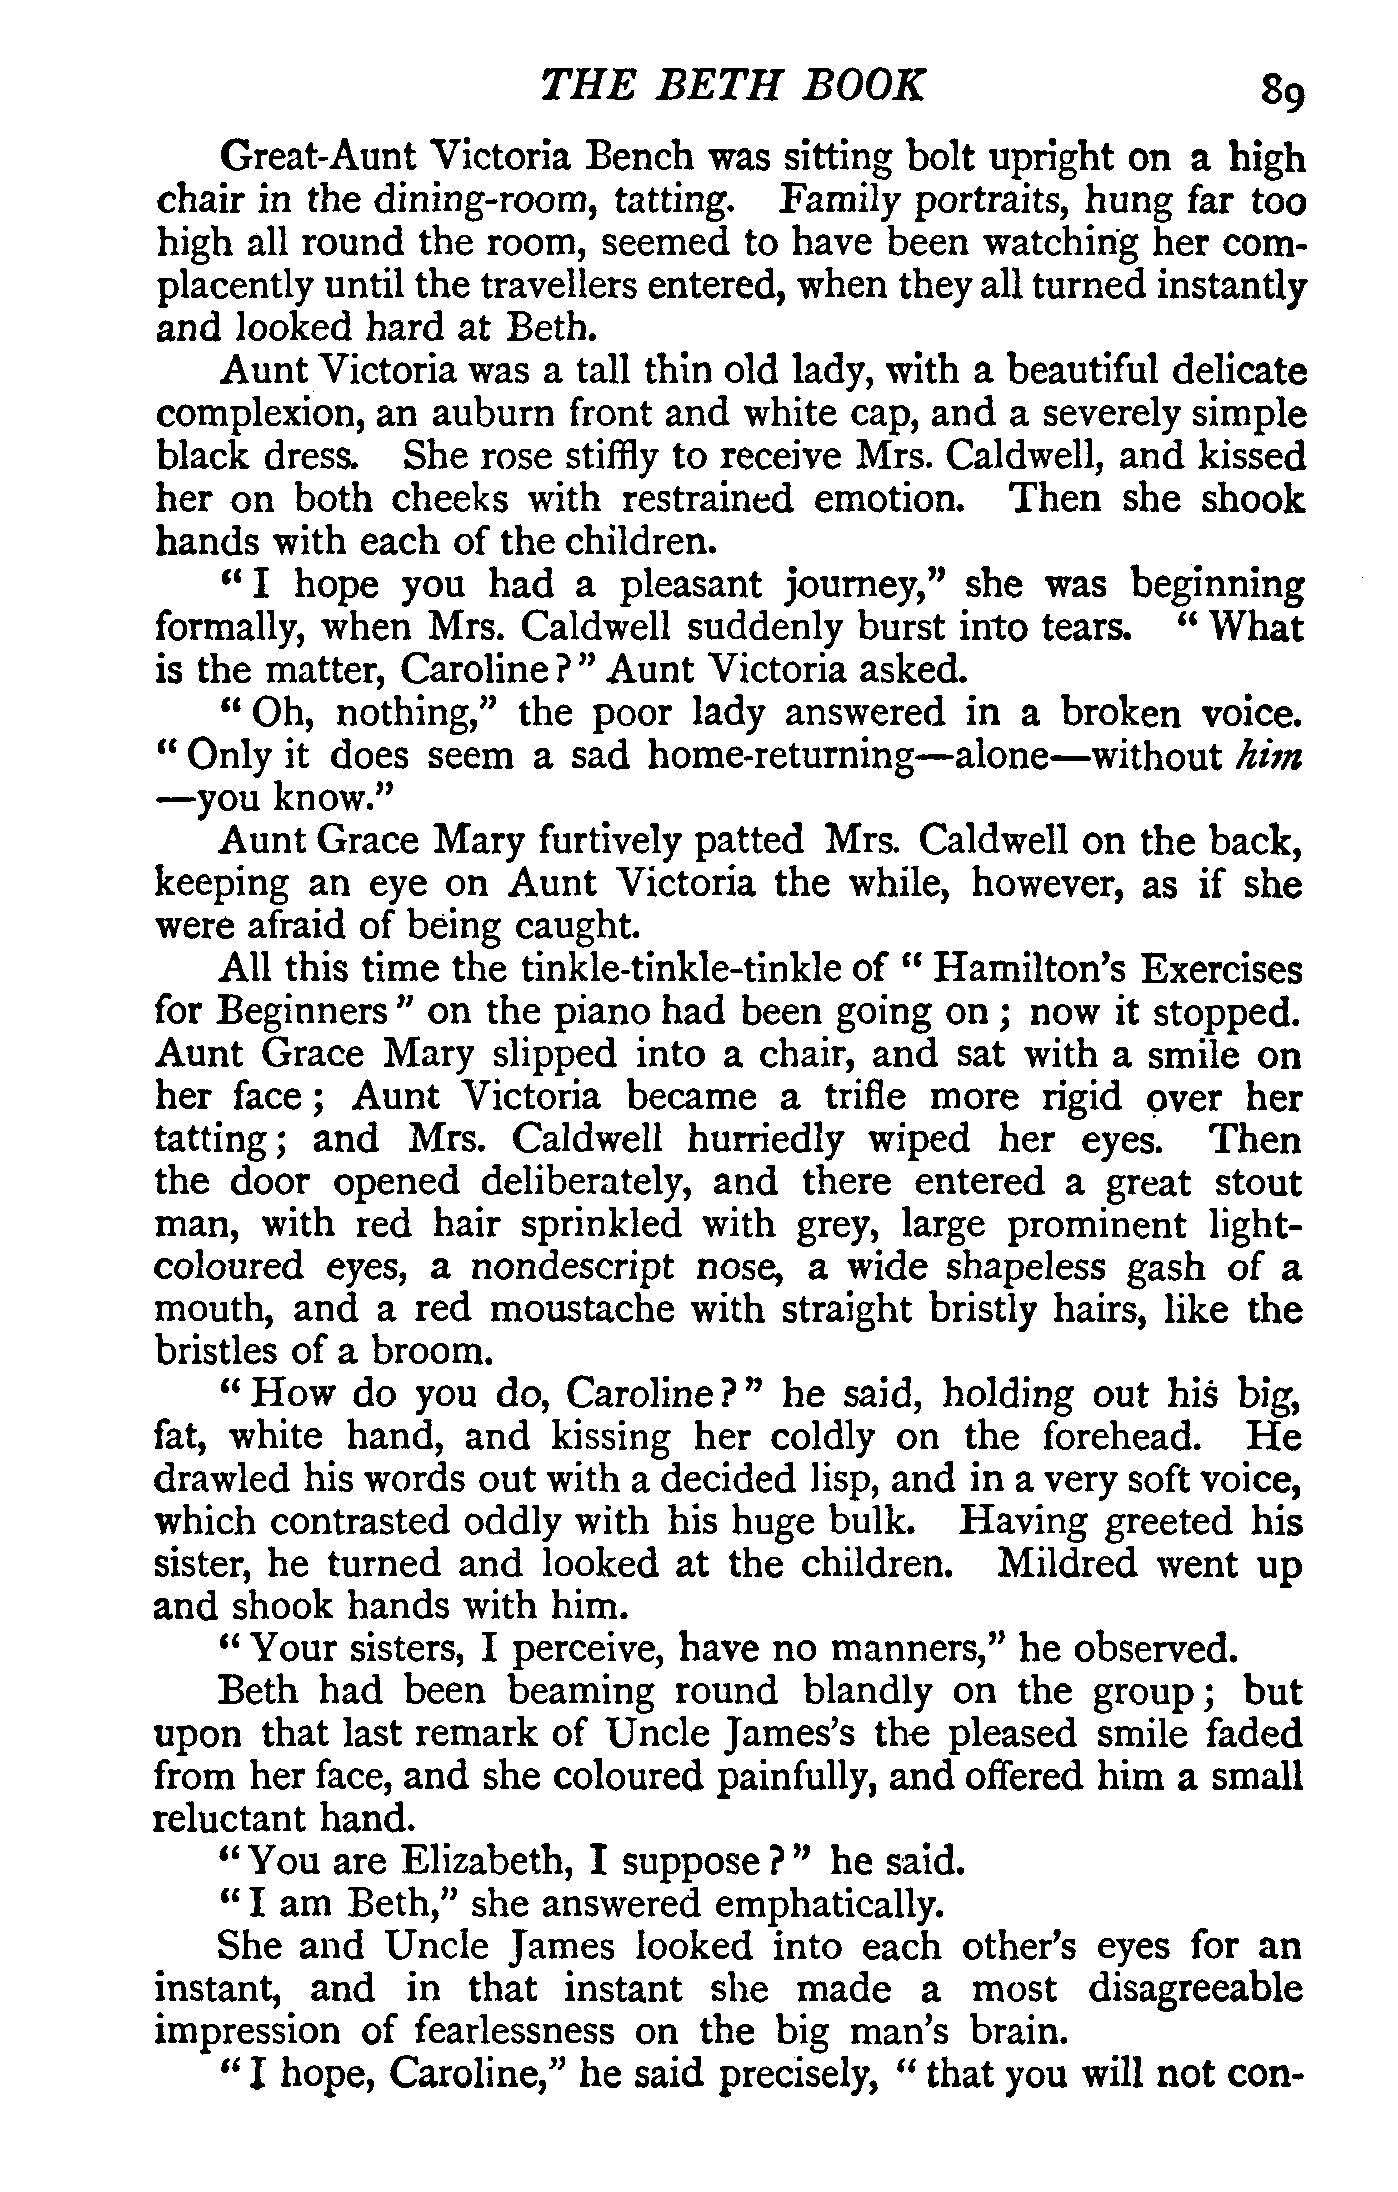 THE BETH BOOK 89
Great-Aunt Victoria Bench was sitting bolt upright on a high
chair in the dining-room, tatting. Family portraits, hung far too
high all round the room, seemed to have been watching her com-
placently until the travellers entered, when they all turned instantly
and looked hard at Beth.
Aunt Victoria was a tall thin old lady, with a beautiful delicate
complexion, an auburn front and white cap, and a severely simple
black dress. She rose stiffly to receive Mrs. Caldwell, and kissed
her on both cheeks with restrained emotion. Then she shook
hands with each of the children.
“ I hope you had a pleasant journey,” she was beginning
formally, when Mrs. Caldwell suddenly burst into tears. “ What
is the matter, Caroline ? ” Aunt Victoria asked.
“ Oh, nothing,” the poor lady answered in a broken voice.
“ Only it does seem a sad home-returning—alone—without him
—you know.”
Aunt Grace Mary furtively patted Mrs. Caldwell on the back,
keeping an eye on Aunt Victoria the while, however, as if she
were afraid of being caught.
All this time the tinkle-tinkle-tinkle of “ Hamilton’s Exercises
for Beginners ” on the piano had been going on ; now it stopped.
Aunt Grace Mary slipped into a chair, and sat with a smile on
her face ; Aunt Victoria became a trifle more rigid over her
tatting ; and Mrs. Caldwell hurriedly wiped her eyes. Then
the door opened deliberately, and there entered a great stout
man, with red hair sprinkled with grey, large prominent light-
coloured eyes, a nondescript nose, a wide shapeless gash of a
mouth, and a red moustache with straight bristly hairs, like the
bristles of a broom.
“ How do you do, Caroline ? ” he said, holding out his big,
fat, white hand, and kissing her coldly on the forehead. He
drawled his words out with a decided lisp, and in a very soft voice,
which contrasted oddly with his huge bulk. Having greeted his
sister, he turned and looked at the children. Mildred went up
and shook hands with him.
“ Your sisters, I perceive, have no manners,” he observed.
Beth had been beaming round blandly on the group ; but
upon that last remark of Uncle James’s the pleased smile faded
from her face, and she coloured painfully, and offered him a small
reluctant hand.
“ You are Elizabeth, I suppose ? ” he said.
“ I am Beth,” she answered emphatically.
She and Uncle James looked into each other’s eyes for an
instant, and in that instant she made a most disagreeable
impression of fearlessness on the big man’s brain.
“ I hope, Caroline,” he said precisely, “ that you will not con-